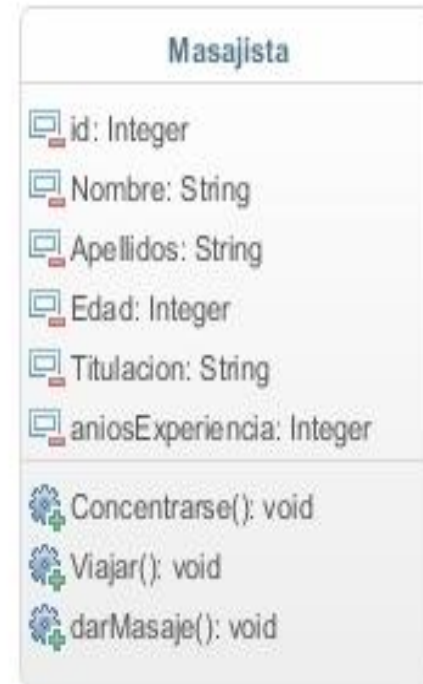 Masajista
id: Integer
Nombre: String
Apellidos: String
Edad: Integer
Titulacion: String
aniosExperiencia: Integer
Concentrarse(): void
Viajar(): void
darMasaje(): void